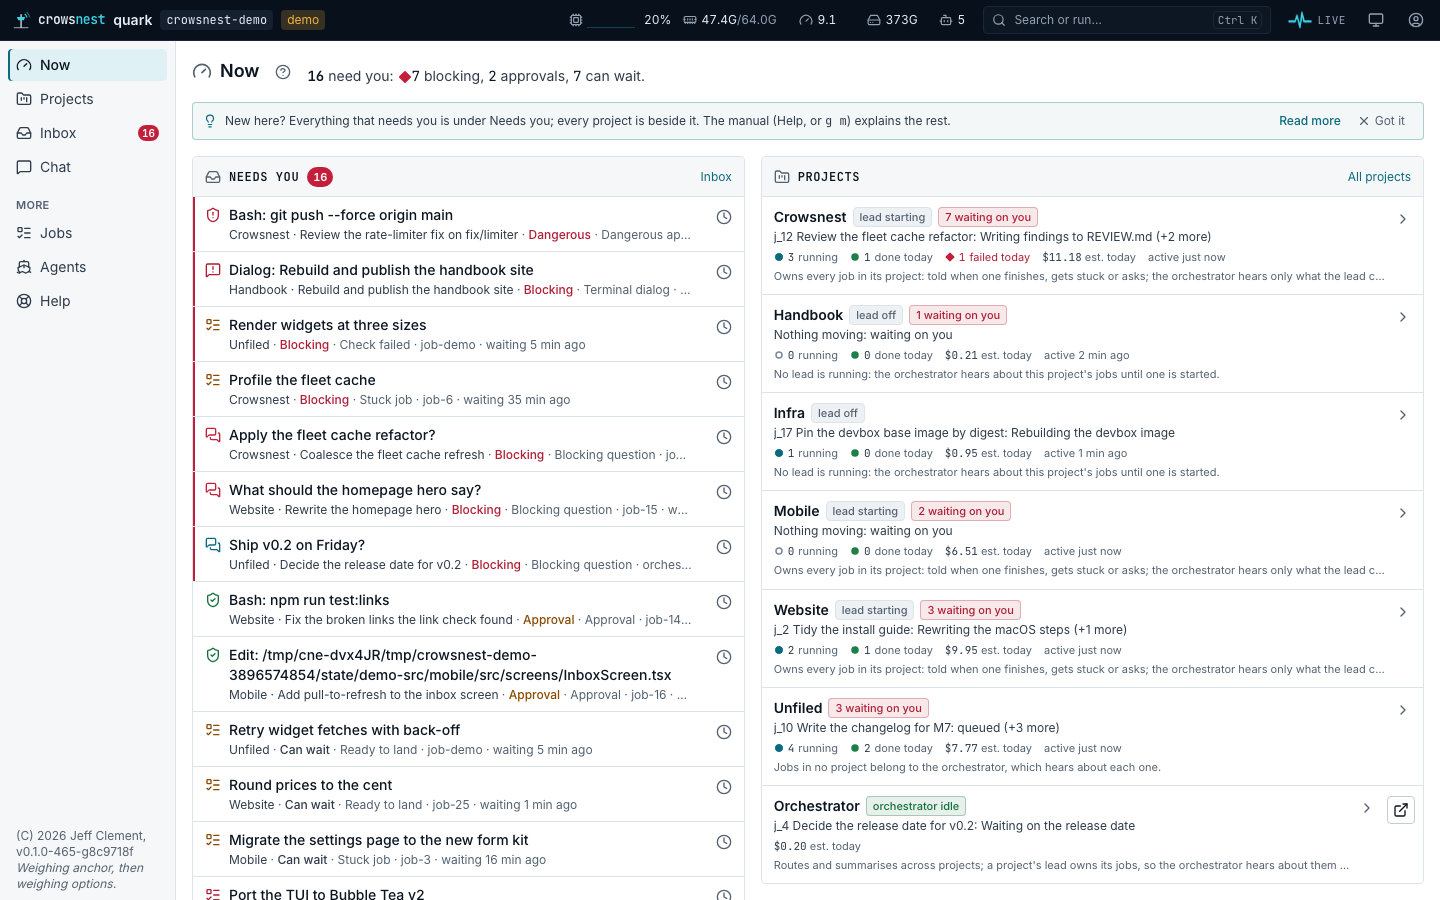 crowsnest quark crowsnest-demo demo 20% 47.4G/64.0G 9.1 373G 5 Search or run... Ctrl K LIVE
Now
Projects
Inbox 16
Chat
MORE
Jobs
Agents
Help
(C) 2026 Jeff Clement,
v0.1.0-465-g8c9718f
Weighing anchor, then
weighing options.
Now 16 need you: 7 blocking, 2 approvals, 7 can wait.
New here? Everything that needs you is under Needs you; every project is beside it. The manual (Help, or g m) explains the rest. Read more Got it
NEEDS YOU 16 Inbox
Bash: git push --force origin main
Crowsnest · Review the rate-limiter fix on fix/limiter · Dangerous · Dangerous ap...
Dialog: Rebuild and publish the handbook site
Handbook · Rebuild and publish the handbook site · Blocking · Terminal dialog · ...
Render widgets at three sizes
Unfiled · Blocking · Check failed · job-demo · waiting 5 min ago
Profile the fleet cache
Crowsnest · Blocking · Stuck job · job-6 · waiting 35 min ago
Apply the fleet cache refactor?
Crowsnest · Coalesce the fleet cache refresh · Blocking · Blocking question · jo...
What should the homepage hero say?
Website · Rewrite the homepage hero · Blocking · Blocking question · job-15 · w...
Ship v0.2 on Friday?
Unfiled · Decide the release date for v0.2 · Blocking · Blocking question · orches...
Bash: npm run test:links
Website · Fix the broken links the link check found · Approval · Approval · job-14...
Edit: /tmp/cne-dvx4JR/tmp/crowsnest-demo-
3896574854/state/demo-src/mobile/src/screens/InboxScreen.tsx
Mobile · Add pull-to-refresh to the inbox screen · Approval · Approval · job-16 · ...
Retry widget fetches with back-off
Unfiled · Can wait · Ready to land · job-demo · waiting 5 min ago
Round prices to the cent
Website · Can wait · Ready to land · job-25 · waiting 1 min ago
Migrate the settings page to the new form kit
Mobile · Can wait · Stuck job · job-3 · waiting 16 min ago
Port the TUI to Bubble Tea v2
PROJECTS All projects
Crowsnest lead starting 7 waiting on you
j_12 Review the fleet cache refactor: Writing findings to REVIEW.md (+2 more)
3 running 1 done today 1 failed today $11.18 est. today active just now
Owns every job in its project: told when one finishes, gets stuck or asks; the orchestrator hears only what the lead c...
Handbook lead off 1 waiting on you
Nothing moving: waiting on you
0 running 0 done today $0.21 est. today active 2 min ago
No lead is running: the orchestrator hears about this project's jobs until one is started.
Infra lead off
j_17 Pin the devbox base image by digest: Rebuilding the devbox image
1 running 0 done today $0.95 est. today active 1 min ago
No lead is running: the orchestrator hears about this project's jobs until one is started.
Mobile lead starting 2 waiting on you
Nothing moving: waiting on you
0 running 0 done today $6.51 est. today active just now
Owns every job in its project: told when one finishes, gets stuck or asks; the orchestrator hears only what the lead c...
Website lead starting 3 waiting on you
j_2 Tidy the install guide: Rewriting the macOS steps (+1 more)
2 running 1 done today $9.95 est. today active just now
Owns every job in its project: told when one finishes, gets stuck or asks; the orchestrator hears only what the lead c...
Unfiled 3 waiting on you
j_10 Write the changelog for M7: queued (+3 more)
4 running 2 done today $7.77 est. today active just now
Jobs in no project belong to the orchestrator, which hears about each one.
Orchestrator orchestrator idle
j_4 Decide the release date for v0.2: Waiting on the release date
$0.20 est. today
Routes and summarises across projects; a project's lead owns its jobs, so the orchestrator hears about them ...